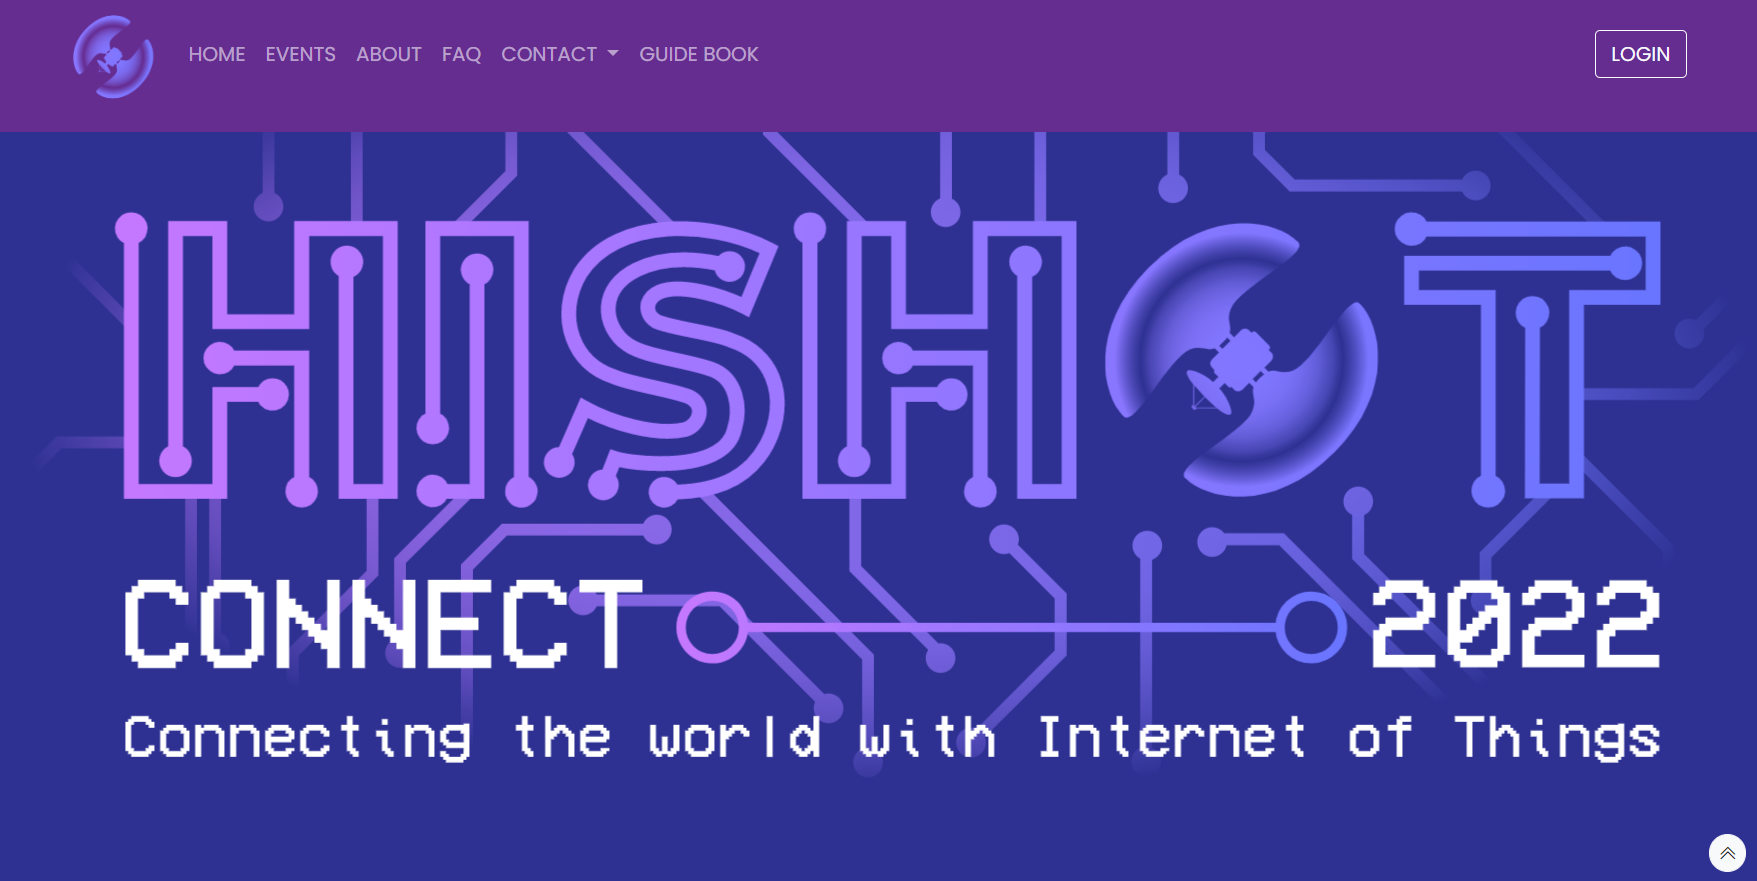 HOME EVENTS ABOUT FAQ CONTACT GUIDE BOOK LOGIN
HISHOT
CONNECT 2022
Connecting the world with Internet of Things